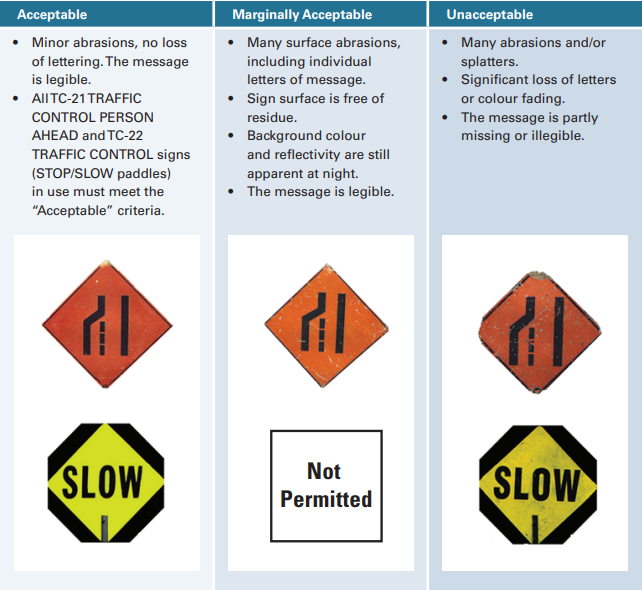 Acceptable
Minor abrasions, no loss
of lettering. The message
is legible.
All TC-21 TRAFFIC
CONTROL PERSON
AHEAD and TC-22
TRAFFIC CONTROL signs
(STOP/SLOW paddles)
in use must meet the
“Acceptable” criteria.
SLOW
Marginally Acceptable
Many surface abrasions,
including individual
letters of message.
Sign surface is free of
residue.
Background colour
and reflectivity are still
apparent at night.
The message is legible.
Not
Permitted
Unacceptable
Many abrasions and/or
splatters.
Significant loss of letters
or colour fading.
The message is partly
missing or illegible.
SLOW